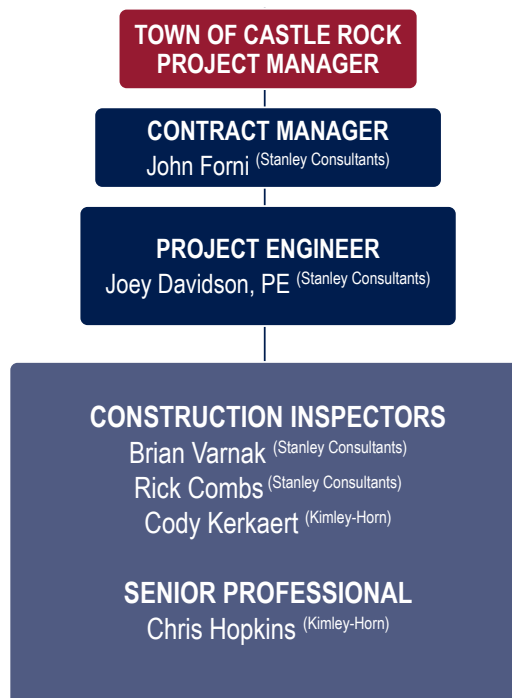 TOWN OF CASTLE ROCK
PROJECT MANAGER
CONTRACT MANAGER
John Forni (Stanley Consultants)
PROJECT ENGINEER
Joey Davidson, PE (Stanley Consultants)
CONSTRUCTION INSPECTORS
Brian Varnak (Stanley Consultants)
Rick Combs (Stanley Consultants)
Cody Kerkaert (Kimley-Horn)
SENIOR PROFESSIONAL
Chris Hopkins (Kimley-Horn)